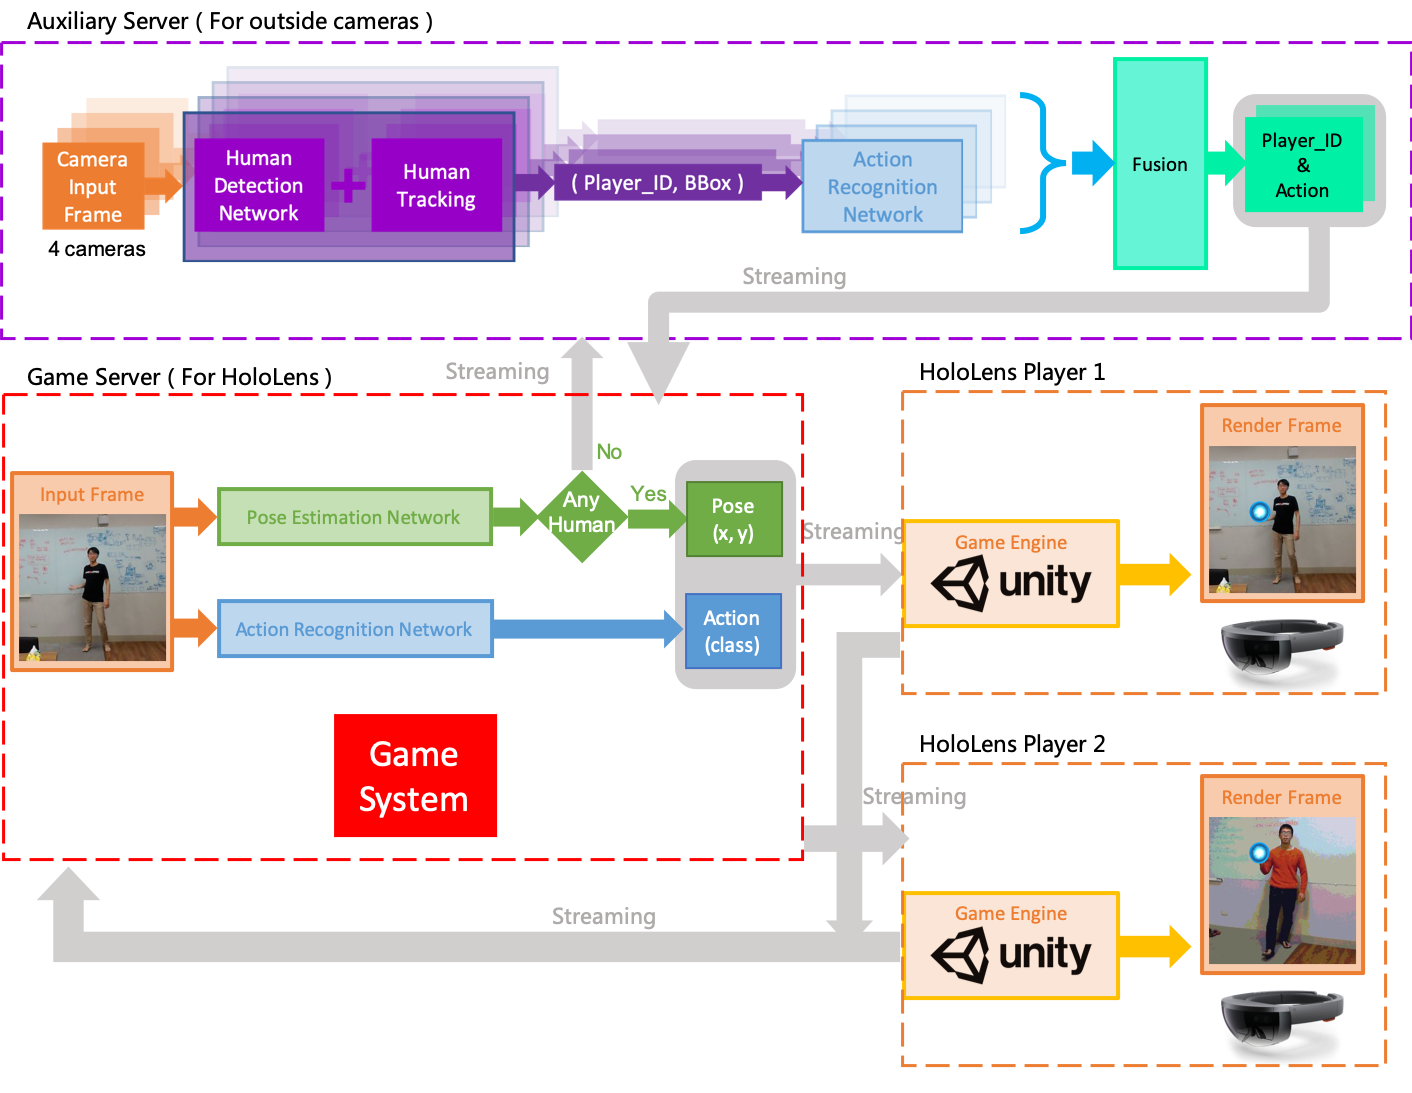 Auxiliary Server ( For outside cameras )
Camera
Input
Frame
4 cameras
Human
Detection
Network
+
Human
Tracking
( Player_ID, BBox )
Action
Recognition
Network
Fusion
Player_ID
&
Action
Streaming
Streaming
Game Server ( For HoloLens )
Input Frame
Pose Estimation Network
Any
Human
No
Yes
Pose
(x, y)
Action Recognition Network
Action
(class)
Game
System
Streaming
HoloLens Player 1
Game Engine
unity
Render Frame
Streaming
HoloLens Player 2
Game Engine
unity
Render Frame
Streaming